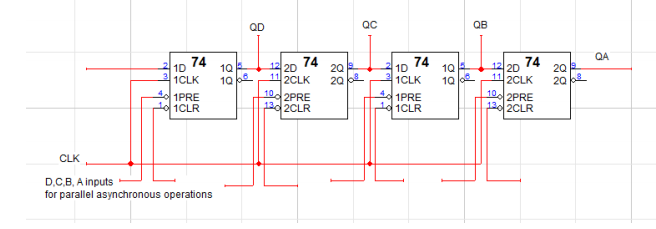 QD QC QB
QA
74 74 74 74
2 1D 1Q 5 12 2D 2Q 9 2 1D 1Q 5 12 2D 2Q 9
3 1CLK 1Q 6 11 2CLK 2Q 8 3 1CLK 1Q 6 11 2CLK 2Q 8
4 1PRE 10 2PRE 4 1PRE 10 2PRE
1 1CLR 13 2CLR 1 1CLR 13 2CLR
CLK
D,C,B, A inputs
for parallel asynchronous operations